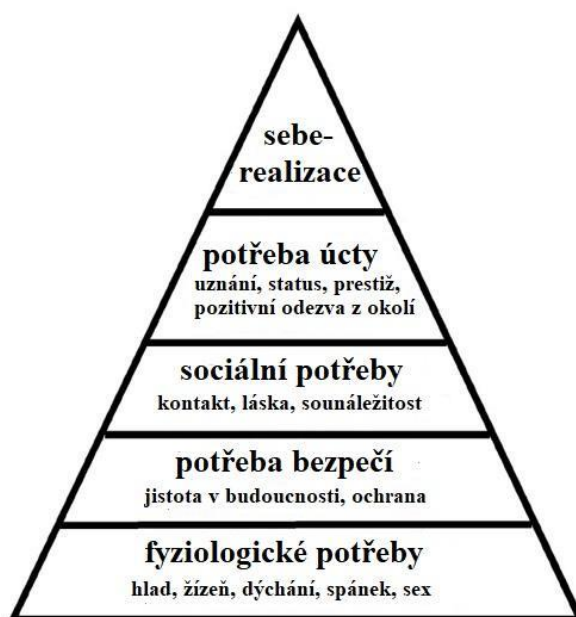 sebe-
realizace
potřeba úcty
uznání, status, prestiž,
pozitivní odezva z okolí
sociální potřeby
kontakt, láska, sounáležitost
potřeba bezpečí
jistota v budoucnosti, ochrana
fyziologické potřeby
hlad, žízeň, dýchání, spánek, sex